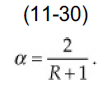 (11-30)
α = 2 / (R + 1) .